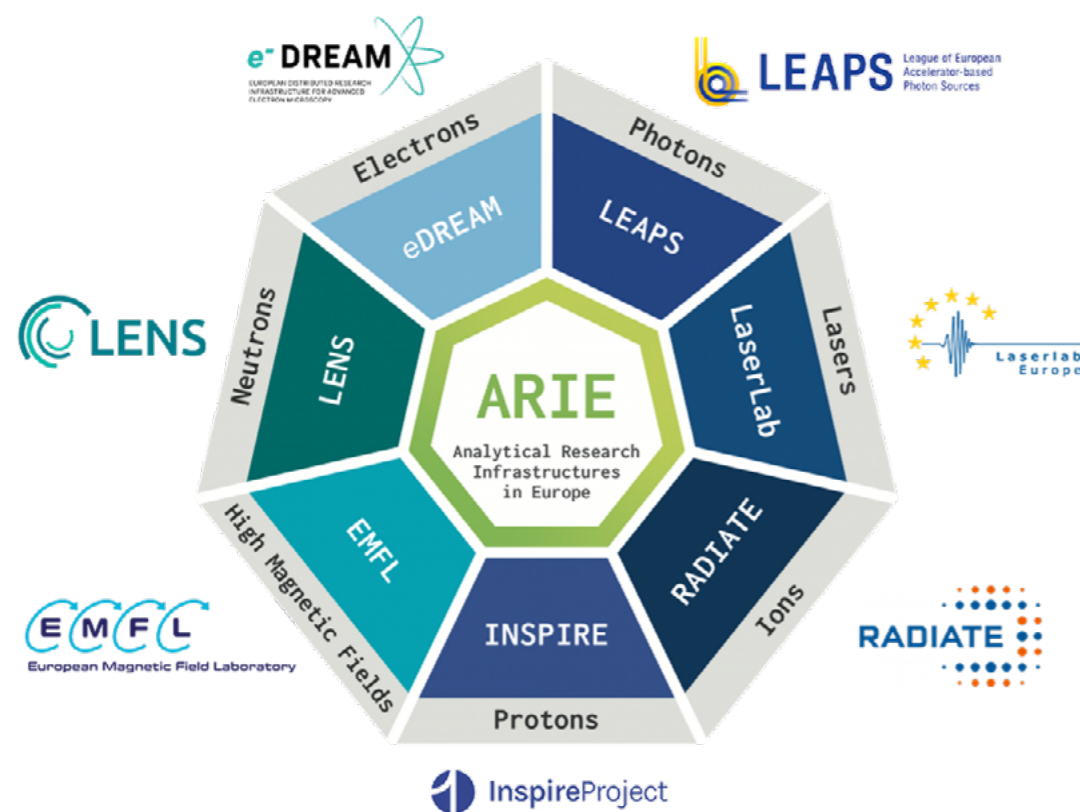 e⁻ DREAM
EUROPEAN DISTRIBUTED RESEARCH
INFRASTRUCTURE FOR ADVANCED
ELECTRON MICROSCOPY
LEAPS
League of European
Accelerator-based
Photon Sources
Electrons
Photons
eDREAM
LEAPS
Neutrons
LENS
LENS
LaserLab
Lasers
Laserlab
Europe
ARIE
Analytical Research
Infrastructures
in Europe
High Magnetic Fields
EMFL
RADIATE
Ions
EMFL
European Magnetic Field Laboratory
RADIATE
INSPIRE
Protons
InspireProject